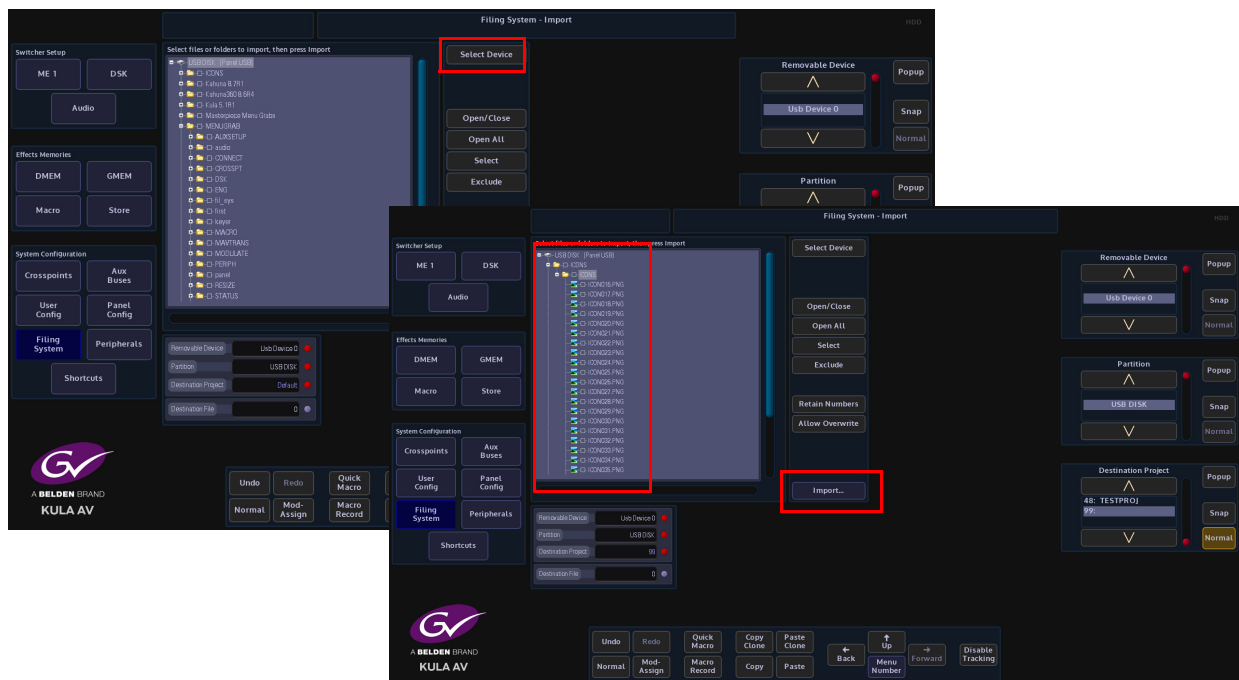 Filing System - Import
HDD
Switcher Setup
ME 1
DSK
Audio
Effects Memories
DMEM
GMEM
Macro
Store
System Configuration
Crosspoints
Aux
Buses
User
Config
Panel
Config
Filing
System
Peripherals
Shortcuts
Select files or folders to import, then press Import
USB DISK (Panel USB)
ICONS
Kahuna 8.7R1
Kahuna360 8.6R4
Kula 5.1R1
Masterpiece Menu Grabs
MENUGRAB
AUXSETUP
audio
CONNECT
CROSSPT
DSK
ENG
fil_sys
first
keyer
MACRO
MAVTRANS
MODULATE
PERIPH
panel
RESIZE
STATUS
Select Device
Open/Close
Open All
Select
Exclude
Removable Device
Usb Device 0
Popup
Snap
Normal
Partition
Popup
Removable Device
Usb Device 0
Partition
USB DISK
Destination Project
Default
Destination File
0
GV
A BELDEN BRAND
KULA AV
Undo
Redo
Quick
Macro
Normal
Mod-
Assign
Macro
Record
Filing System - Import
HDD
Switcher Setup
ME 1
DSK
Audio
Effects Memories
DMEM
GMEM
Macro
Store
System Configuration
Crosspoints
Aux
Buses
User
Config
Panel
Config
Filing
System
Peripherals
Shortcuts
Select files or folders to import, then press Import
USB DISK (Panel USB)
ICONS
ICONS
ICON016.PNG
ICON017.PNG
ICON018.PNG
ICON019.PNG
ICON020.PNG
ICON021.PNG
ICON022.PNG
ICON023.PNG
ICON024.PNG
ICON025.PNG
ICON026.PNG
ICON027.PNG
ICON028.PNG
ICON029.PNG
ICON030.PNG
ICON031.PNG
ICON032.PNG
ICON033.PNG
ICON034.PNG
ICON035.PNG
Select Device
Open/Close
Open All
Select
Exclude
Retain Numbers
Allow Overwrite
Import...
Removable Device
Usb Device 0
Popup
Snap
Normal
Partition
USB DISK
Popup
Snap
Normal
Destination Project
48: TESTPROJ
99:
Popup
Snap
Normal
Removable Device
Usb Device 0
Partition
USB DISK
Destination Project
99
Destination File
0
GV
A BELDEN BRAND
KULA AV
Undo
Redo
Quick
Macro
Copy
Clone
Paste
Clone
Normal
Mod-
Assign
Macro
Record
Copy
Paste
Back
Up
Menu
Number
Forward
Disable
Tracking